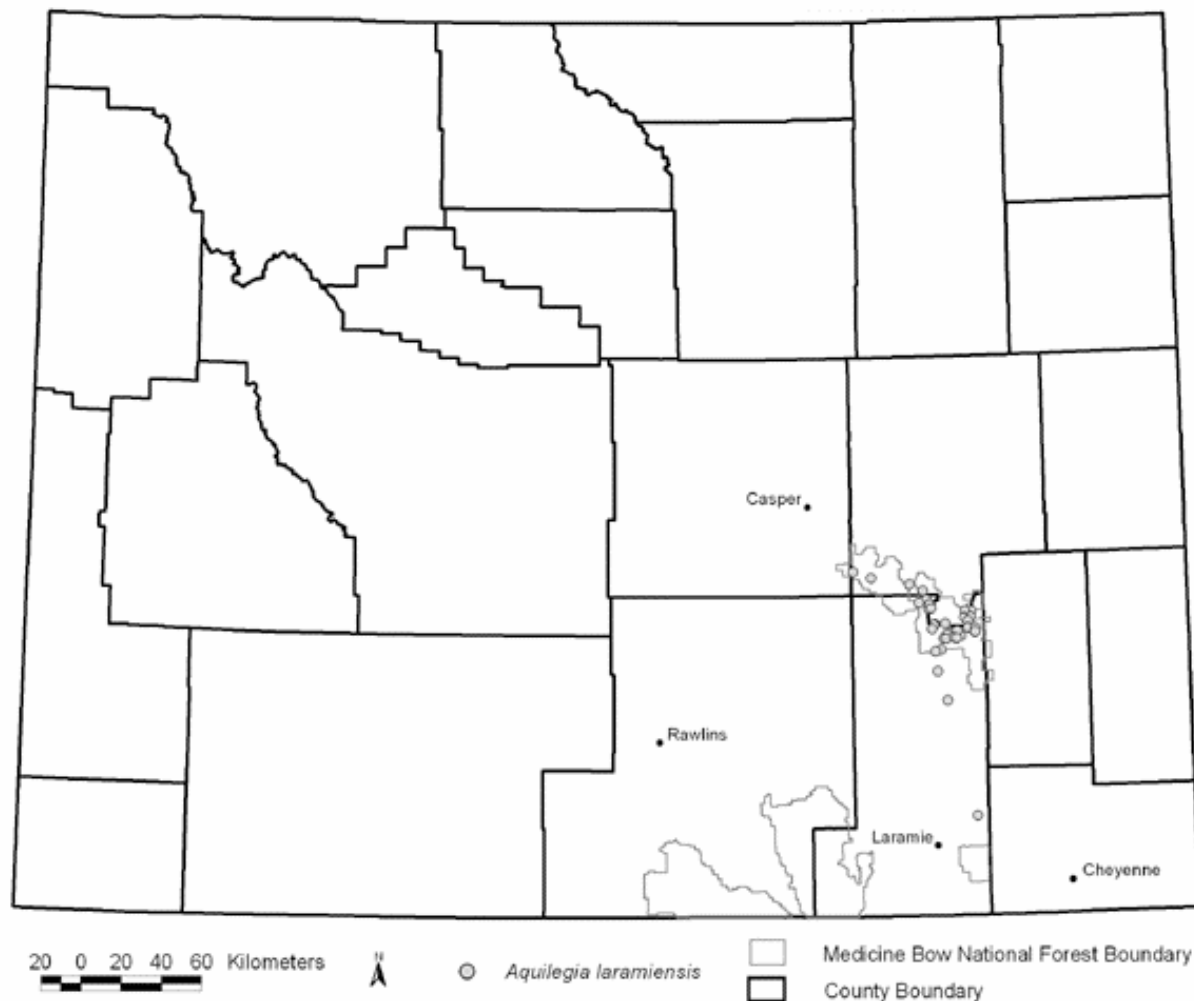 Casper
Rawlins
Laramie
Cheyenne
20 0 20 40 60 Kilometers
N
Aquilegia laramiensis
Medicine Bow National Forest Boundary
County Boundary